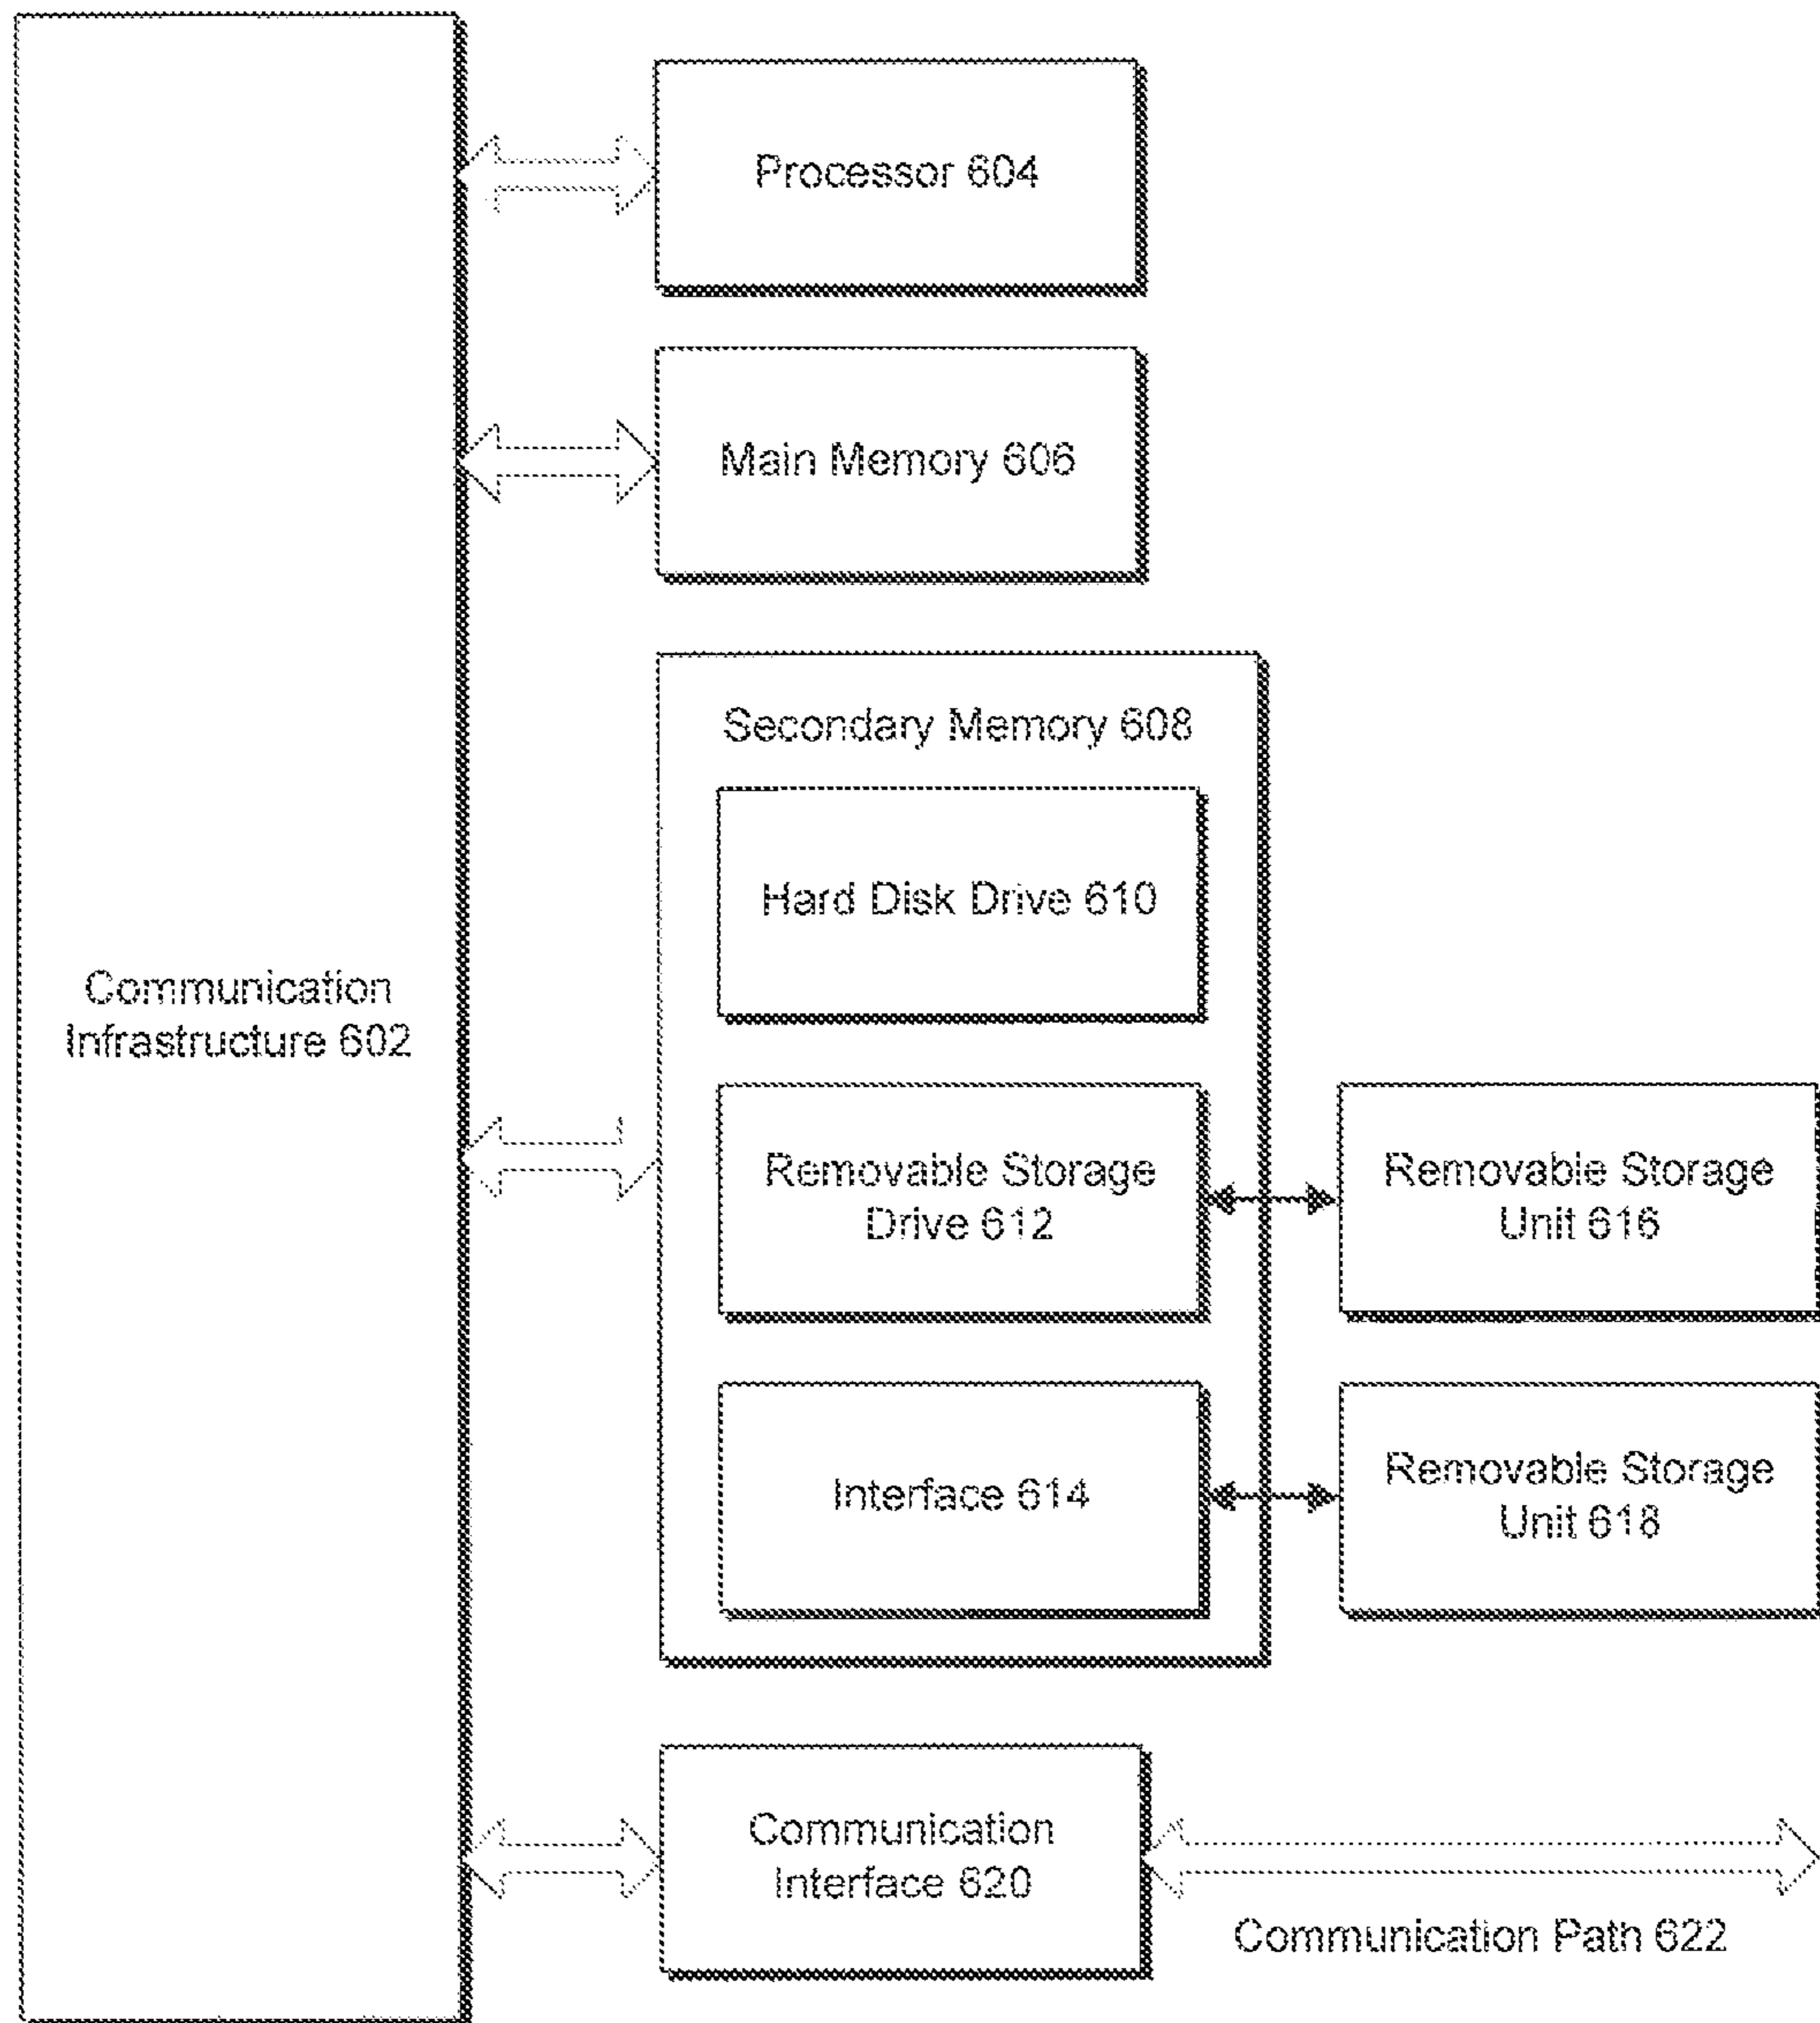 Processor 604
Main Memory 606
Secondary Memory 608
Hard Disk Drive 610
Communication
Infrastructure 602
Removable Storage
Drive 612
Removable Storage
Unit 616
Interface 614
Removable Storage
Unit 618
Communication
Interface 620
Communication Path 622